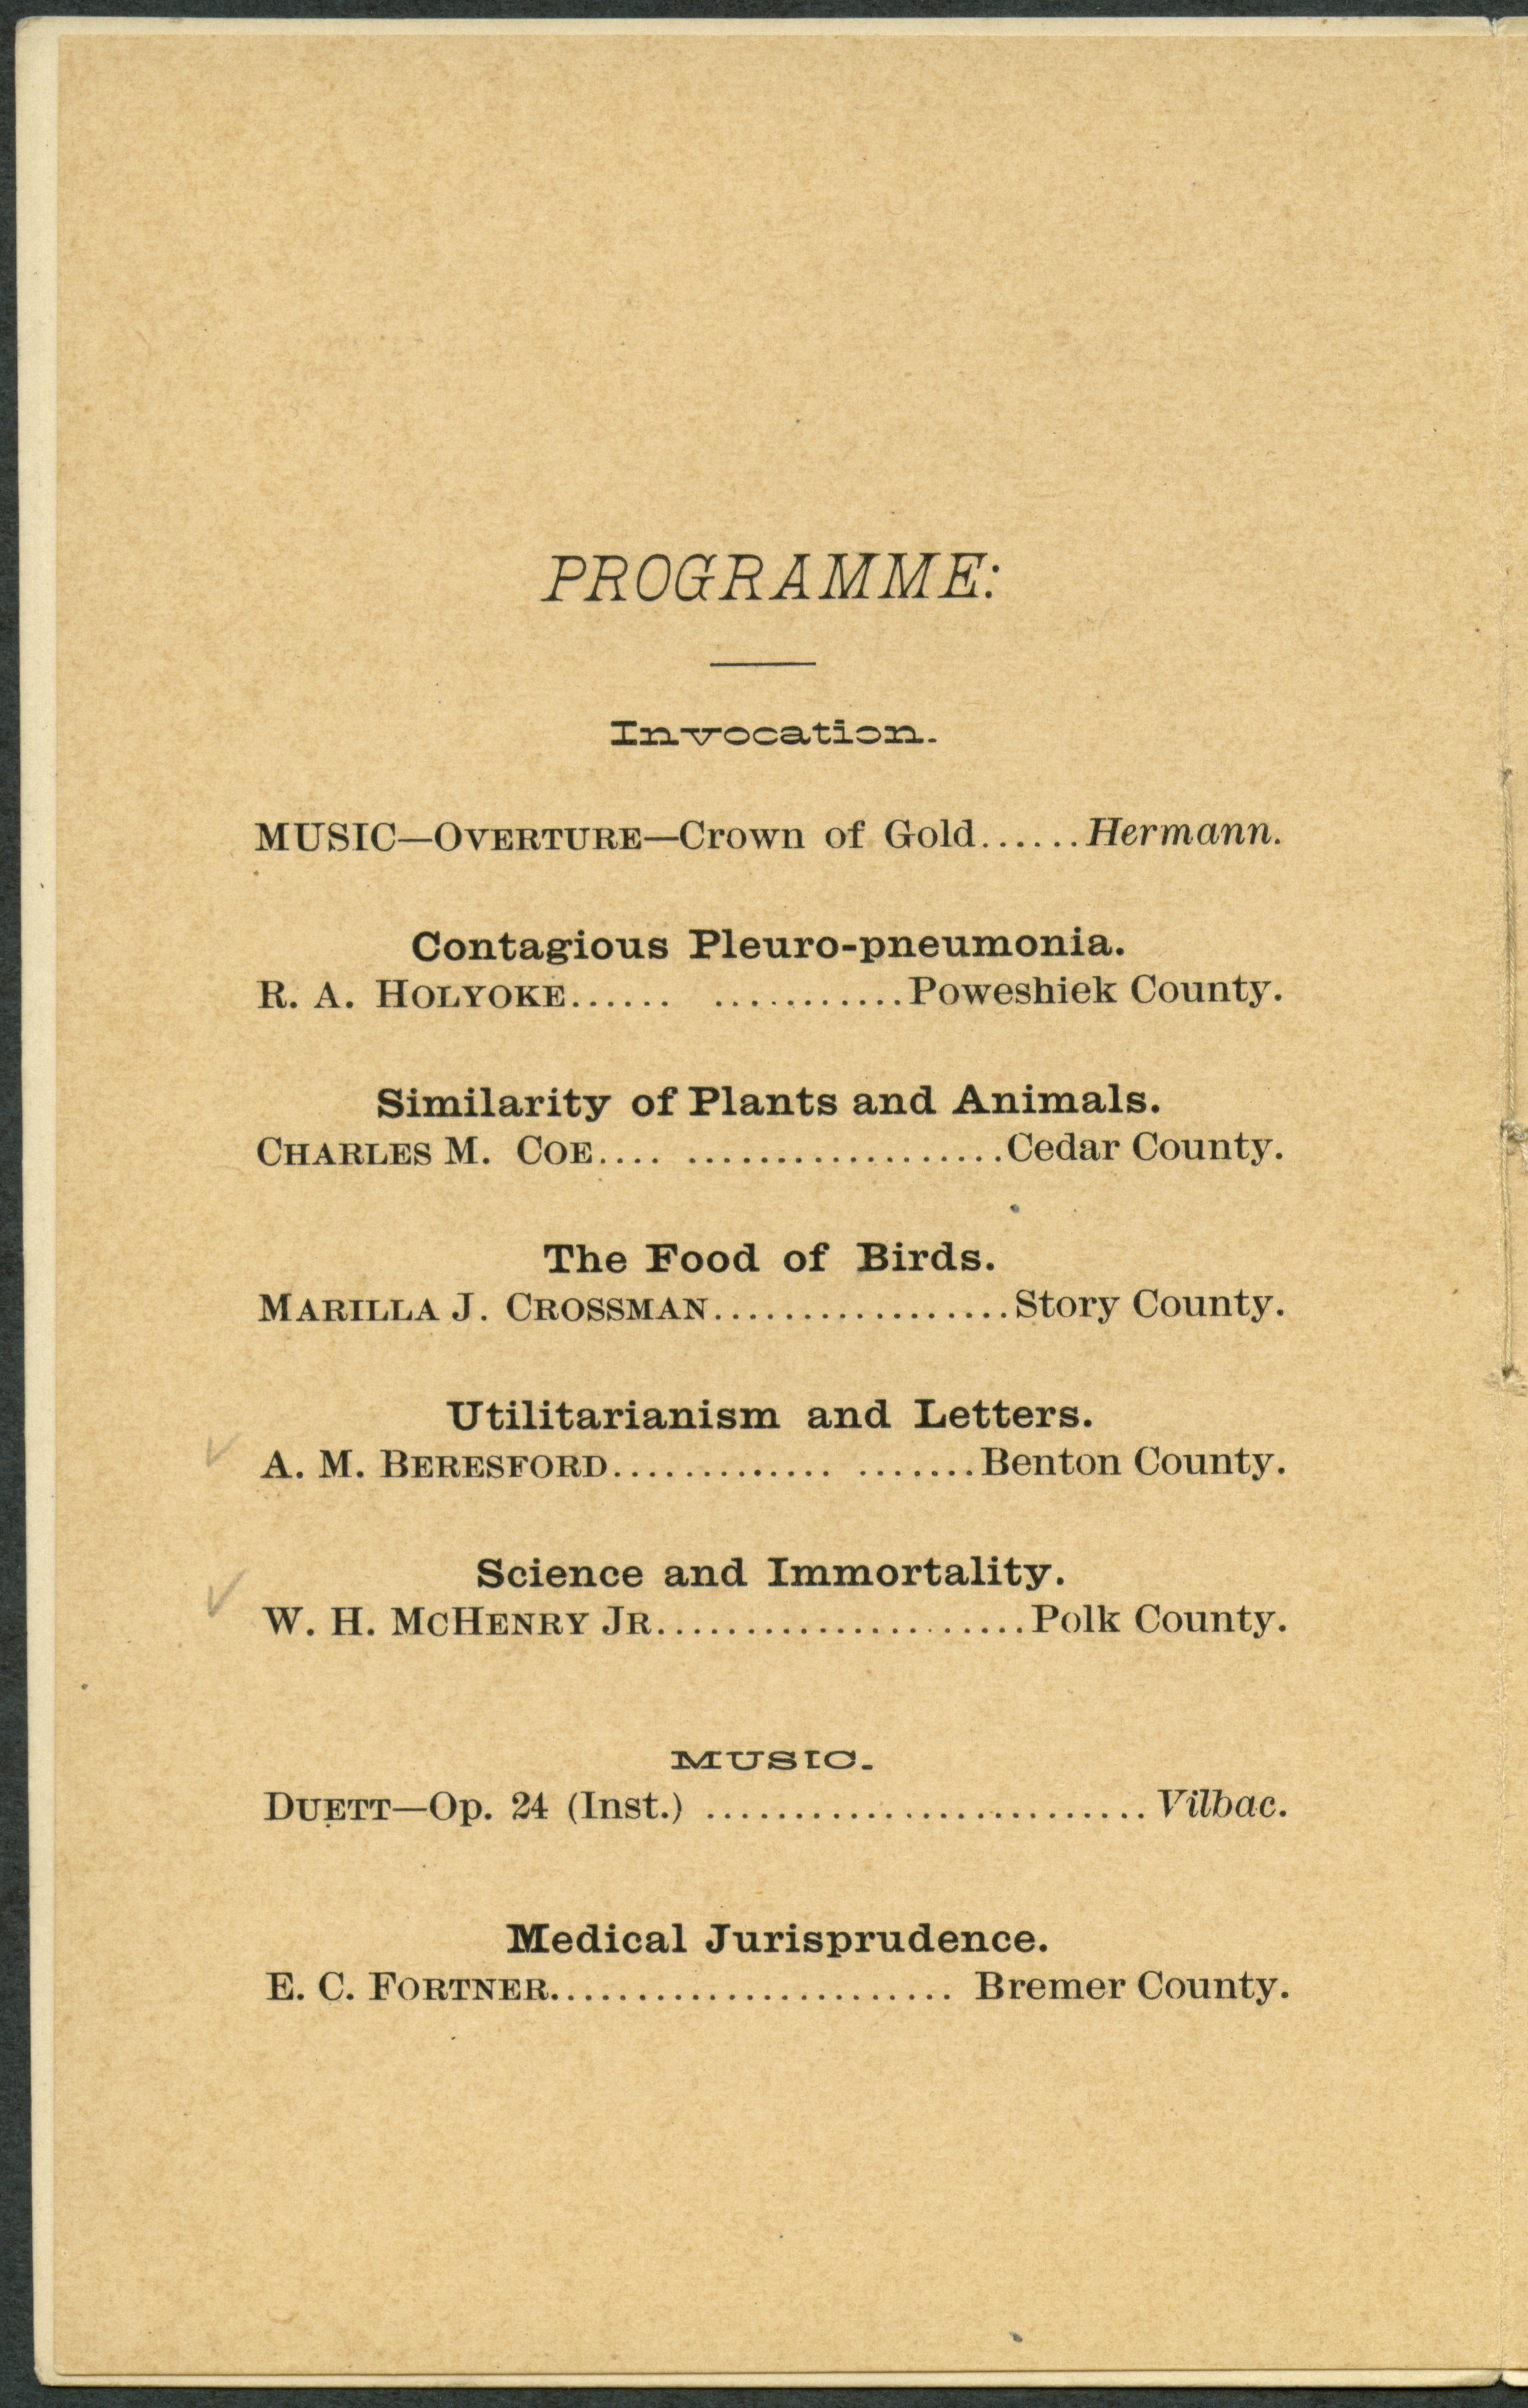 PROGRAMME:
Invocation.
MUSIC—OVERTURE—Crown of Gold......Hermann.
Contagious Pleuro-pneumonia.
R. A. HOLYOKE...... ...........Poweshiek County.
Similarity of Plants and Animals.
CHARLES M. COE.... ..................Cedar County.
The Food of Birds.
MARILLA J. CROSSMAN.................Story County.
Utilitarianism and Letters.
A. M. BERESFORD............. .......Benton County.
Science and Immortality.
W. H. MCHENRY JR.....................Polk County.
MUSIC.
DUETT—Op. 24 (Inst.) .........................Vilbac.
Medical Jurisprudence.
E. C. FORTNER....................... Bremer County.